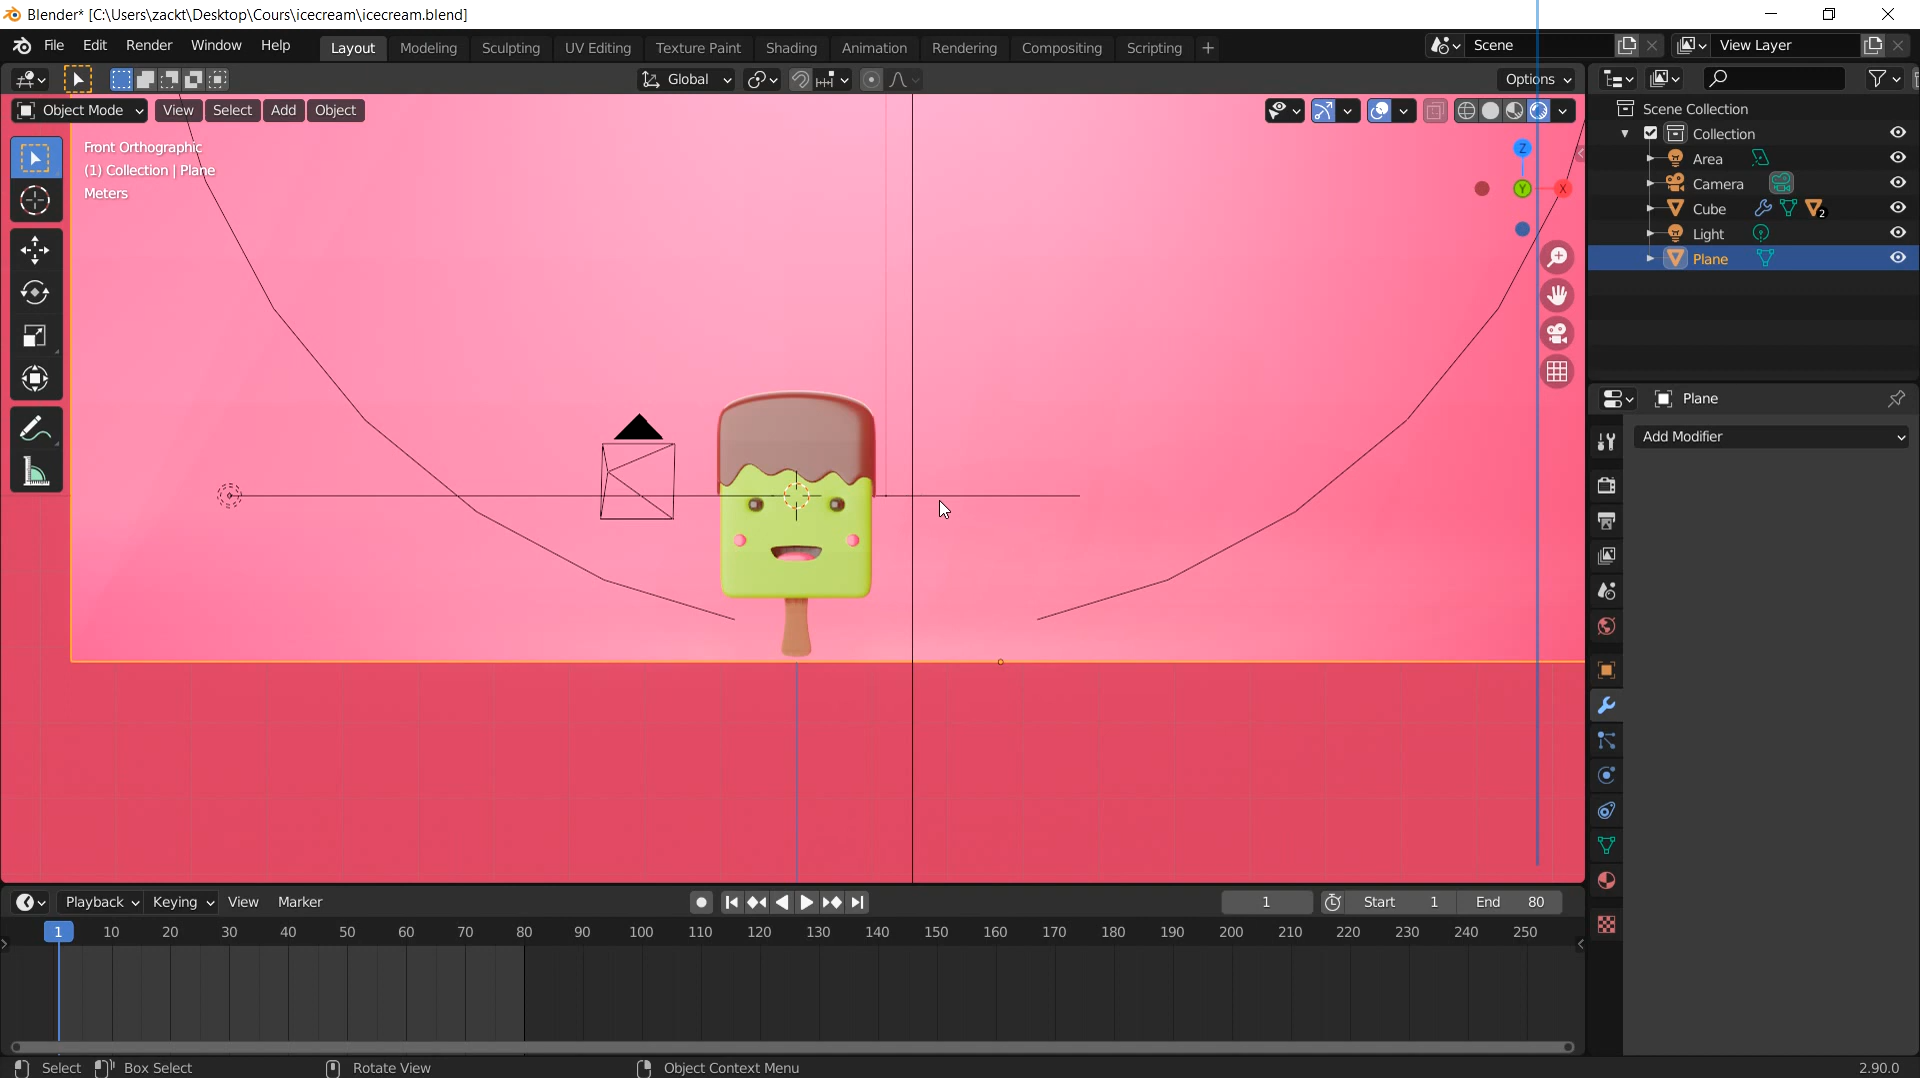 Blender* [C:\Users\zackt\Desktop\Cours\icecream\icecream.blend]
File Edit Render Window Help Layout Modeling Sculpting UV Editing Texture Paint Shading Animation Rendering Compositing Scripting + Scene View Layer
Global Options
Object Mode View Select Add Object
Scene Collection
Collection
Front Orthographic
(1) Collection | Plane
Meters
Z
Y
X
Area
Camera
Cube 2
Light
Plane
Plane
Add Modifier
Playback Keying View Marker 1 Start 1 End 80
1 10 20 30 40 50 60 70 80 90 100 110 120 130 140 150 160 170 180 190 200 210 220 230 240 250
Select Box Select Rotate View Object Context Menu 2.90.0